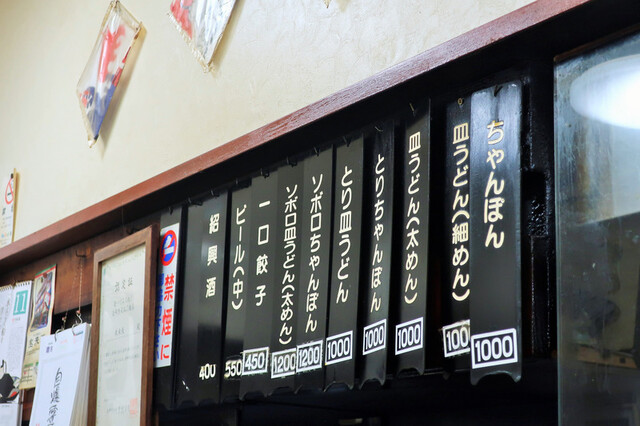 ちゃんぽん
1000
皿うどん(細めん)
1000
皿うどん(太めん)
1000
とりちゃんぽん
1000
とり皿うどん
1000
ソボロちゃんぽん
1200
ソボロ皿うどん(太めん)
1200
一口餃子
450
ビール(中)
550
紹興酒
400
禁煙に
11